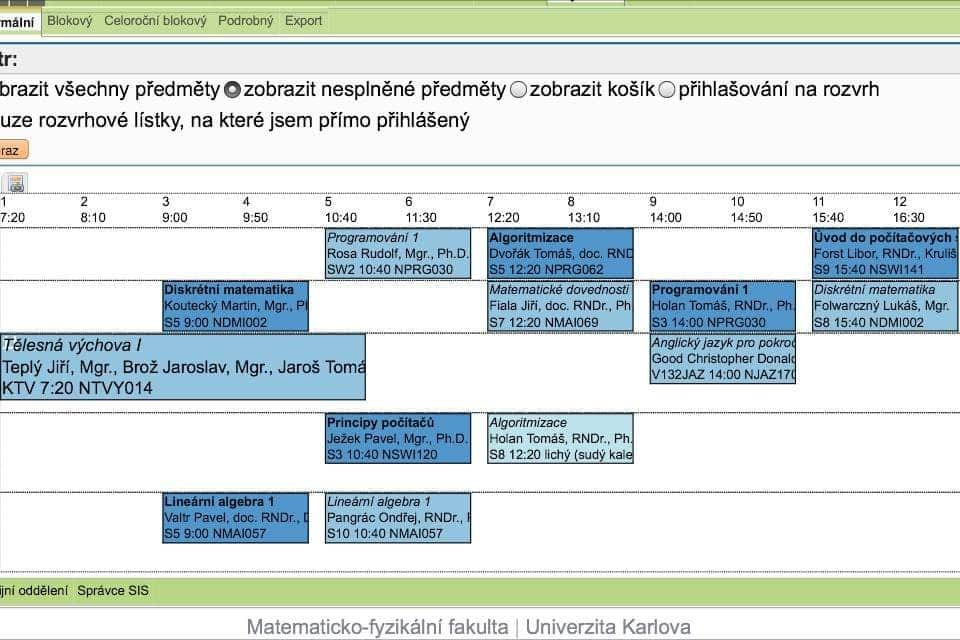 mální Blokový Celoroční blokový Podrobný Export
tr:
brazit všechny předměty zobrazit nesplněné předměty zobrazit košík přihlašování na rozvrh
uze rozvrhové lístky, na které jsem přímo přihlášený
raz
1 2 3 4 5 6 7 8 9 10 11 12
7:20 8:10 9:00 9:50 10:40 11:30 12:20 13:10 14:00 14:50 15:40 16:30
Programování 1
Rosa Rudolf, Mgr., Ph.D.
SW2 10:40 NPRG030
Algoritmizace
Dvořák Tomáš, doc. RND
S5 12:20 NPRG062
Úvod do počítačových
Forst Libor, RNDr., Kruliš
S9 15:40 NSWI141
Diskrétní matematika
Koutecký Martin, Mgr., Ph
S5 9:00 NDMI002
Matematické dovednosti
Fiala Jiří, doc. RNDr., Ph
S7 12:20 NMAI069
Programování 1
Holan Tomáš, RNDr., Ph.
S3 14:00 NPRG030
Diskrétní matematika
Folwarczný Lukáš, Mgr.
S8 15:40 NDMI002
Tělesná výchova I
Teplý Jiří, Mgr., Brož Jaroslav, Mgr., Jaroš Tomá
KTV 7:20 NTVY014
Anglický jazyk pro pokroč
Good Christopher Donald
V132JAZ 14:00 NJAZ170
Principy počítačů
Ježek Pavel, Mgr., Ph.D.
S3 10:40 NSWI120
Algoritmizace
Holan Tomáš, RNDr., Ph.
S8 12:20 lichý (sudý kale
Lineární algebra 1
Valtr Pavel, doc. RNDr., D
S5 9:00 NMAI057
Lineární algebra 1
Pangrác Ondřej, RNDr.,
S10 10:40 NMAI057
ijní oddělení Správce SIS
Matematicko-fyzikální fakulta | Univerzita Karlova